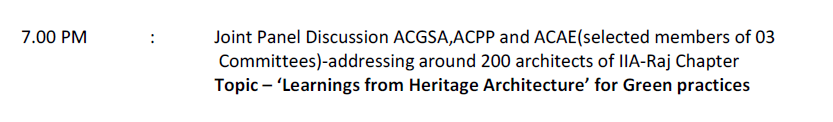 7.00 PM : Joint Panel Discussion ACGSA,ACPP and ACAE(selected members of 03
Committees)-addressing around 200 architects of IIA-Raj Chapter
Topic – ‘Learnings from Heritage Architecture’ for Green practices